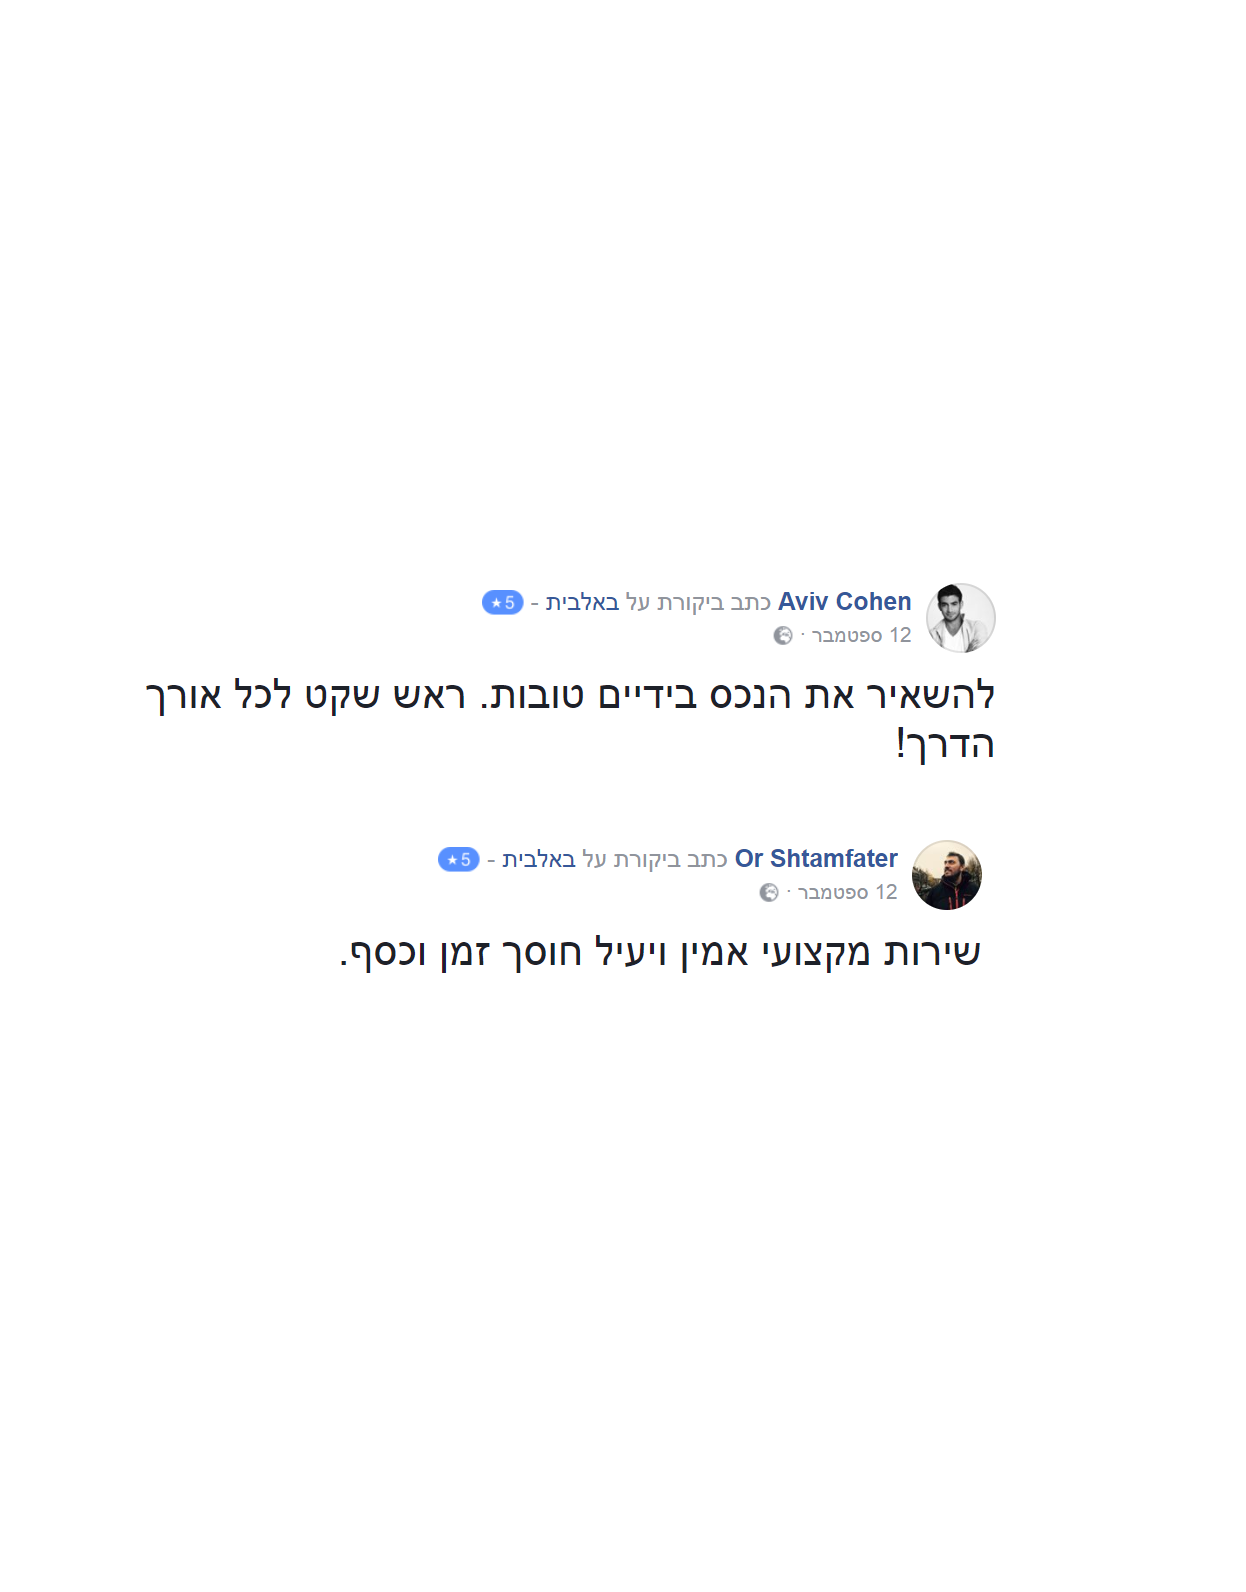 Aviv Cohen כתב ביקורת על באלבית - 5★
12 ספטמבר ·
להשאיר את הנכס בידיים טובות. ראש שקט לכל אורך
הדרך!
Or Shtamfater כתב ביקורת על באלבית - 5★
12 ספטמבר ·
שירות מקצועי אמין ויעיל חוסך זמן וכסף.